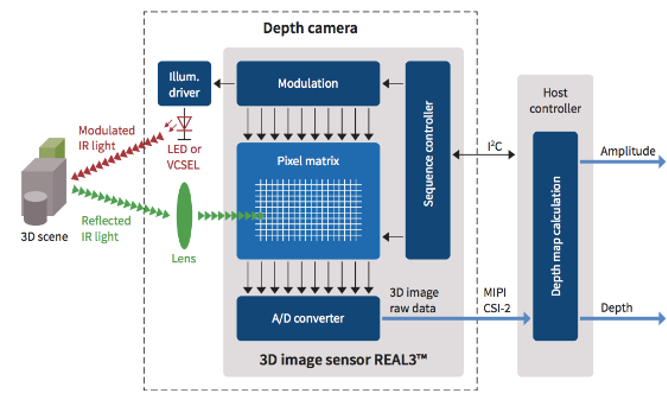 Depth camera
Illum.
driver
Modulation
Host
controller
Modulated
IR light
LED or
VCSEL
Pixel matrix
Sequence controller
I²C
Amplitude
Depth map calculation
3D scene
Reflected
IR light
Lens
A/D converter
3D image
raw data
MIPI
CSI-2
Depth
3D image sensor REAL3™